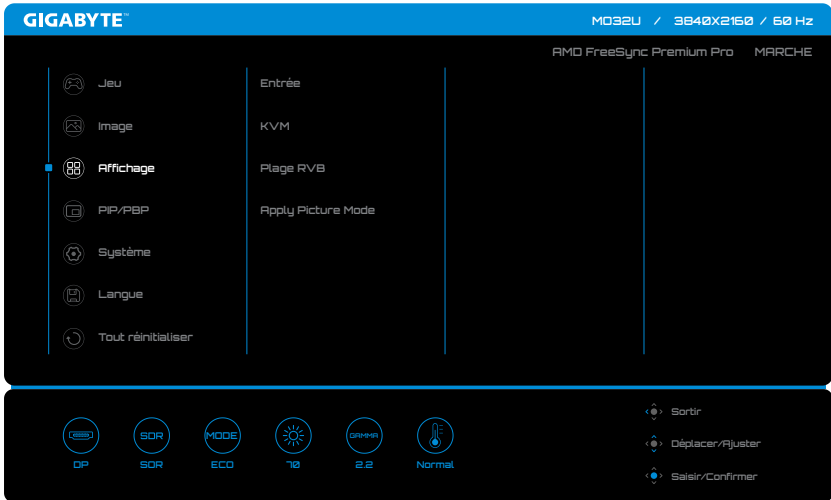 GIGABYTE™
MO32U / 3840X2160 / 60 Hz
AMD FreeSync Premium Pro MARCHE
Jeu
Entrée
Image
KVM
Affichage
Plage RVB
PIP/PBP
Apply Picture Mode
Système
Langue
Tout réinitialiser
SDR
MODE
GAMMA
DP
SDR
ECO
70
2.2
Normal
Sortir
Déplacer/Ajuster
Saisir/Confirmer